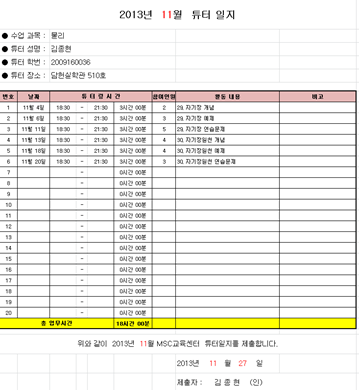 2013년 11월 튜터 일지
● 수업 과목 : 물리
● 튜터 성명 : 김종현
● 튜터 학번 : 2009160036
● 튜터 장소 : 담헌실학관 510호
번호 날짜 튜터링시간 참여인원 활동 내용 비고
1 11월 4일 18:30 ~ 21:30 3시간 00분 2 29. 자기장 개념
2 11월 6일 18:30 ~ 21:30 3시간 00분 3 29. 자기장 예제
3 11월 11일 18:30 ~ 21:30 3시간 00분 5 29. 자기장 연습문제
4 11월 13일 18:30 ~ 21:30 3시간 00분 4 30. 자기장원천 개념
5 11월 18일 18:30 ~ 21:30 3시간 00분 4 30. 자기장원천 예제
6 11월 20일 18:30 ~ 21:30 3시간 00분 3 30. 자기장원천 연습문제
7 ~ 0시간 00분
8 ~ 0시간 00분
9 ~ 0시간 00분
10 ~ 0시간 00분
11 ~ 0시간 00분
12 ~ 0시간 00분
13 ~ 0시간 00분
14 ~ 0시간 00분
15 ~ 0시간 00분
16 ~ 0시간 00분
17 ~ 0시간 00분
18 ~ 0시간 00분
19 ~ 0시간 00분
20 ~ 0시간 00분
총 업무시간 18시간 00분
위와 같이 2013년 11월 MSC교육센터 튜터일지를 제출합니다.
2013년 11 월 27 일
제출자 : 김종현 (인)